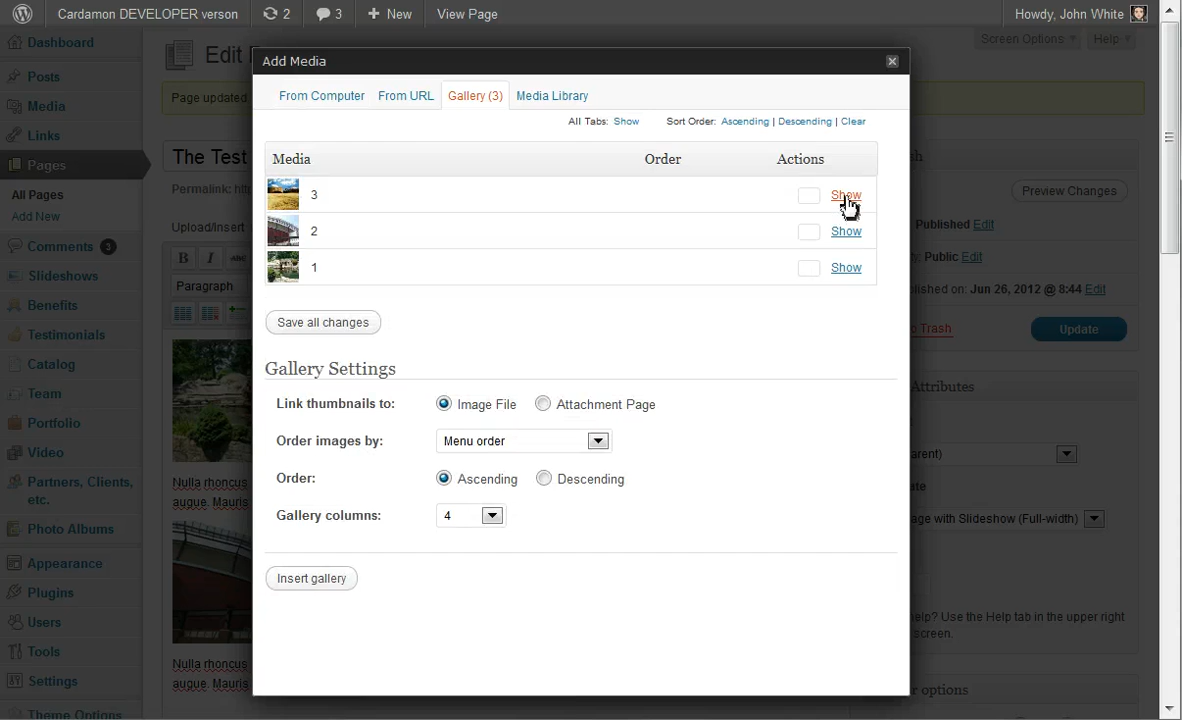 Cardamon DEVELOPER verson 2 3 New View Page Howdy, John White
Dashboard
Posts
Media
Links
Pages
All Pages
Add New
Comments 3
Slideshows
Benefits
Testimonials
Catalog
Team
Portfolio
Video
Partners, Clients,
etc.
Photo Albums
Appearance
Plugins
Users
Tools
Settings
Theme Options
Screen Options Help
Edit
Page updated
The Test
Permalink:
Upload/Insert
B I ABC
Paragraph
Nulla rhoncus
augue. Mauris
Nulla rhoncus
augue. Mauris
Add Media
From Computer From URL Gallery (3) Media Library
All Tabs: Show Sort Order: Ascending | Descending | Clear
Media Order Actions
3 Show
2 Show
1 Show
Save all changes
Gallery Settings
Link thumbnails to: Image File Attachment Page
Order images by: Menu order
Order: Ascending Descending
Gallery columns: 4
Insert gallery
Preview Changes
Published Edit
Public Edit
on: Jun 26, 2012 @ 8:44 Edit
Trash
Update
Attributes
with Slideshow (Full-width)
Use the Help tab in the upper right
screen.
options